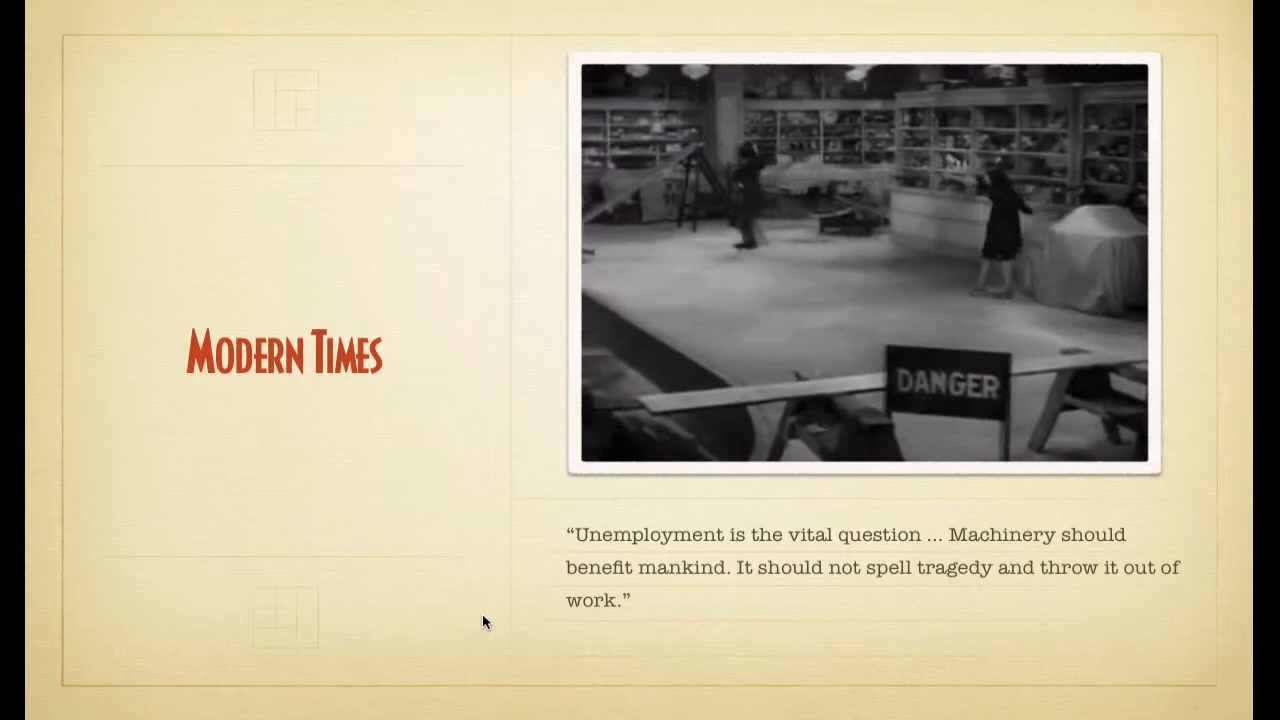 MODERN TIMES
DANGER
“Unemployment is the vital question ... Machinery should
benefit mankind. It should not spell tragedy and throw it out of
work.”